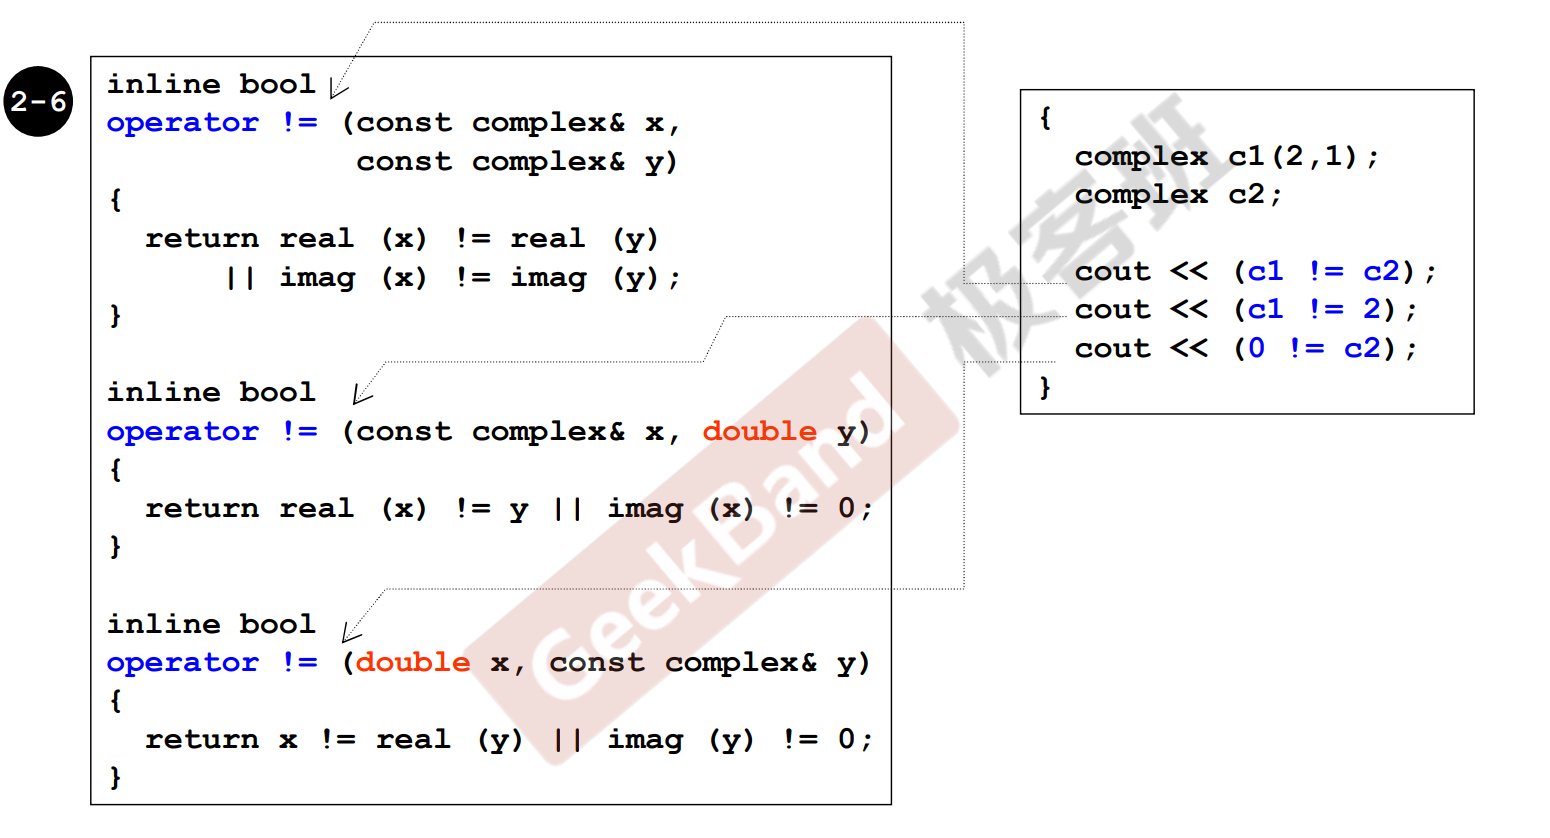 2-6
inline bool
operator != (const complex& x,
const complex& y)
{
return real (x) != real (y)
|| imag (x) != imag (y);
}
inline bool
operator != (const complex& x, double y)
{
return real (x) != y || imag (x) != 0;
}
inline bool
operator != (double x, const complex& y)
{
return x != real (y) || imag (y) != 0;
}
{
complex c1(2,1);
complex c2;
cout << (c1 != c2);
cout << (c1 != 2);
cout << (0 != c2);
}
GeekBand 极客班